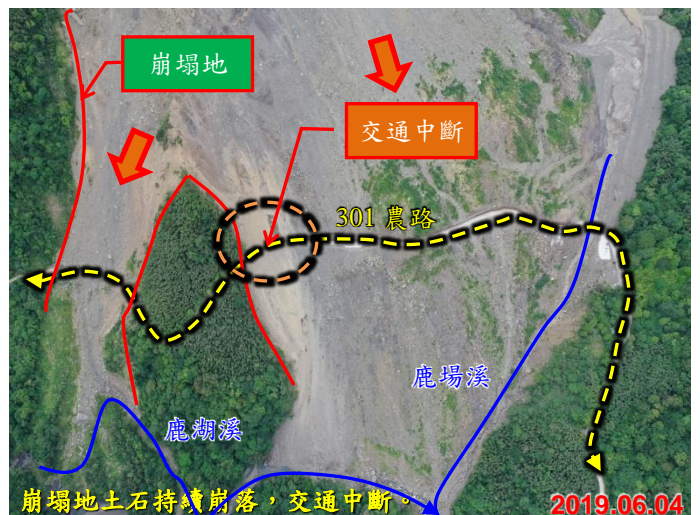 崩塌地
交通中斷
301 農路
鹿場溪
鹿湖溪
崩塌地土石持續崩落，交通中斷。
2019.06.04